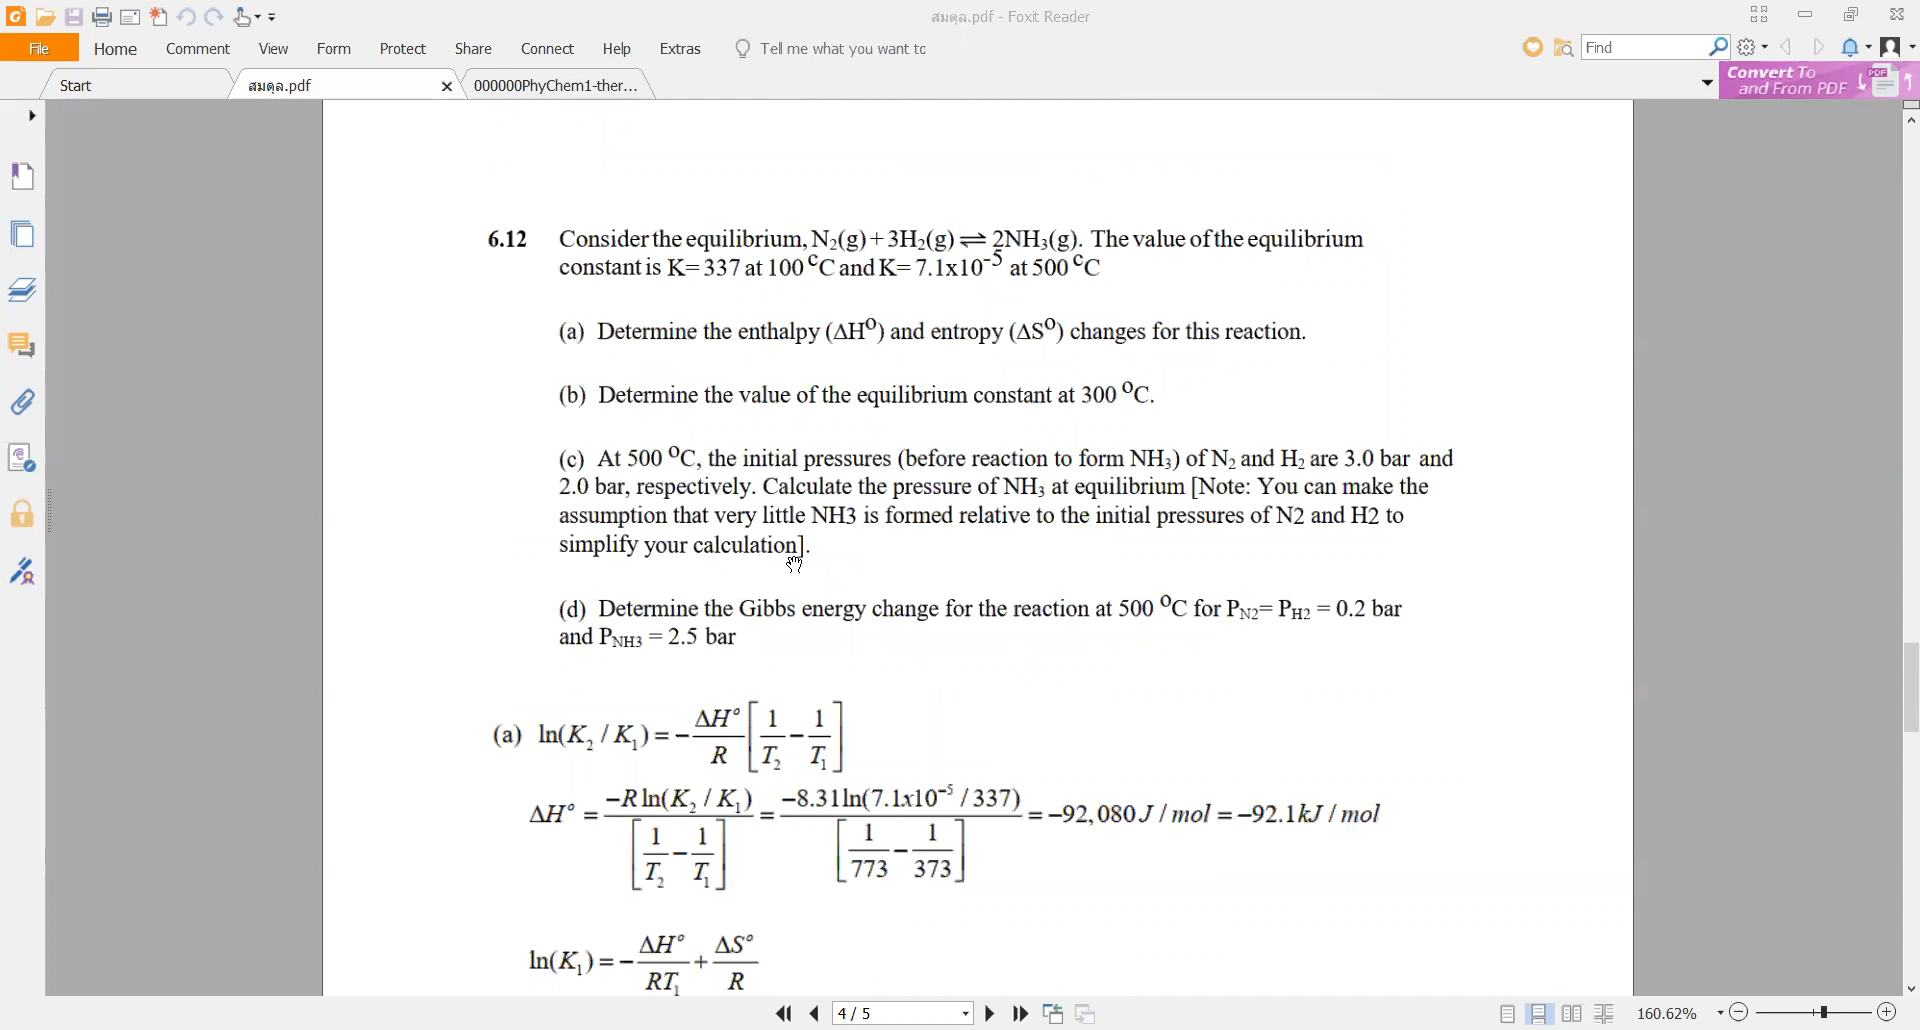 สมดุล.pdf - Foxit Reader
File Home Comment View Form Protect Share Connect Help Extras Tell me what you want to Find
Start สมดุล.pdf 000000PhyChem1-ther... Convert To
and From PDF
PDF
6.12 Consider the equilibrium, N₂(g)+3H₂(g)⇌2NH₃(g). The value of the equilibrium
constant is K=337 at 100 ᶜC and K=7.1x10⁻⁵ at 500 ᶜC
(a) Determine the enthalpy (ΔHᴼ) and entropy (ΔSᴼ) changes for this reaction.
(b) Determine the value of the equilibrium constant at 300 ᴼC.
(c) At 500 ᴼC, the initial pressures (before reaction to form NH₃) of N₂ and H₂ are 3.0 bar and
2.0 bar, respectively. Calculate the pressure of NH₃ at equilibrium [Note: You can make the
assumption that very little NH3 is formed relative to the initial pressures of N2 and H2 to
simplify your calculation].
(d) Determine the Gibbs energy change for the reaction at 500 ᴼC for P_N2= P_H2 = 0.2 bar
and P_NH3 = 2.5 bar
(a) ln(K₂ / K₁) = -ΔH°/R [1/T₂ - 1/T₁]
ΔH° = -R ln(K₂ / K₁) / [1/T₂ - 1/T₁] = -8.31ln(7.1x10⁻⁵ / 337) / [1/773 - 1/373] = -92,080 J / mol = -92.1 kJ / mol
ln(K₁) = -ΔH°/RT₁ + ΔS°/R
4 / 5 160.62%